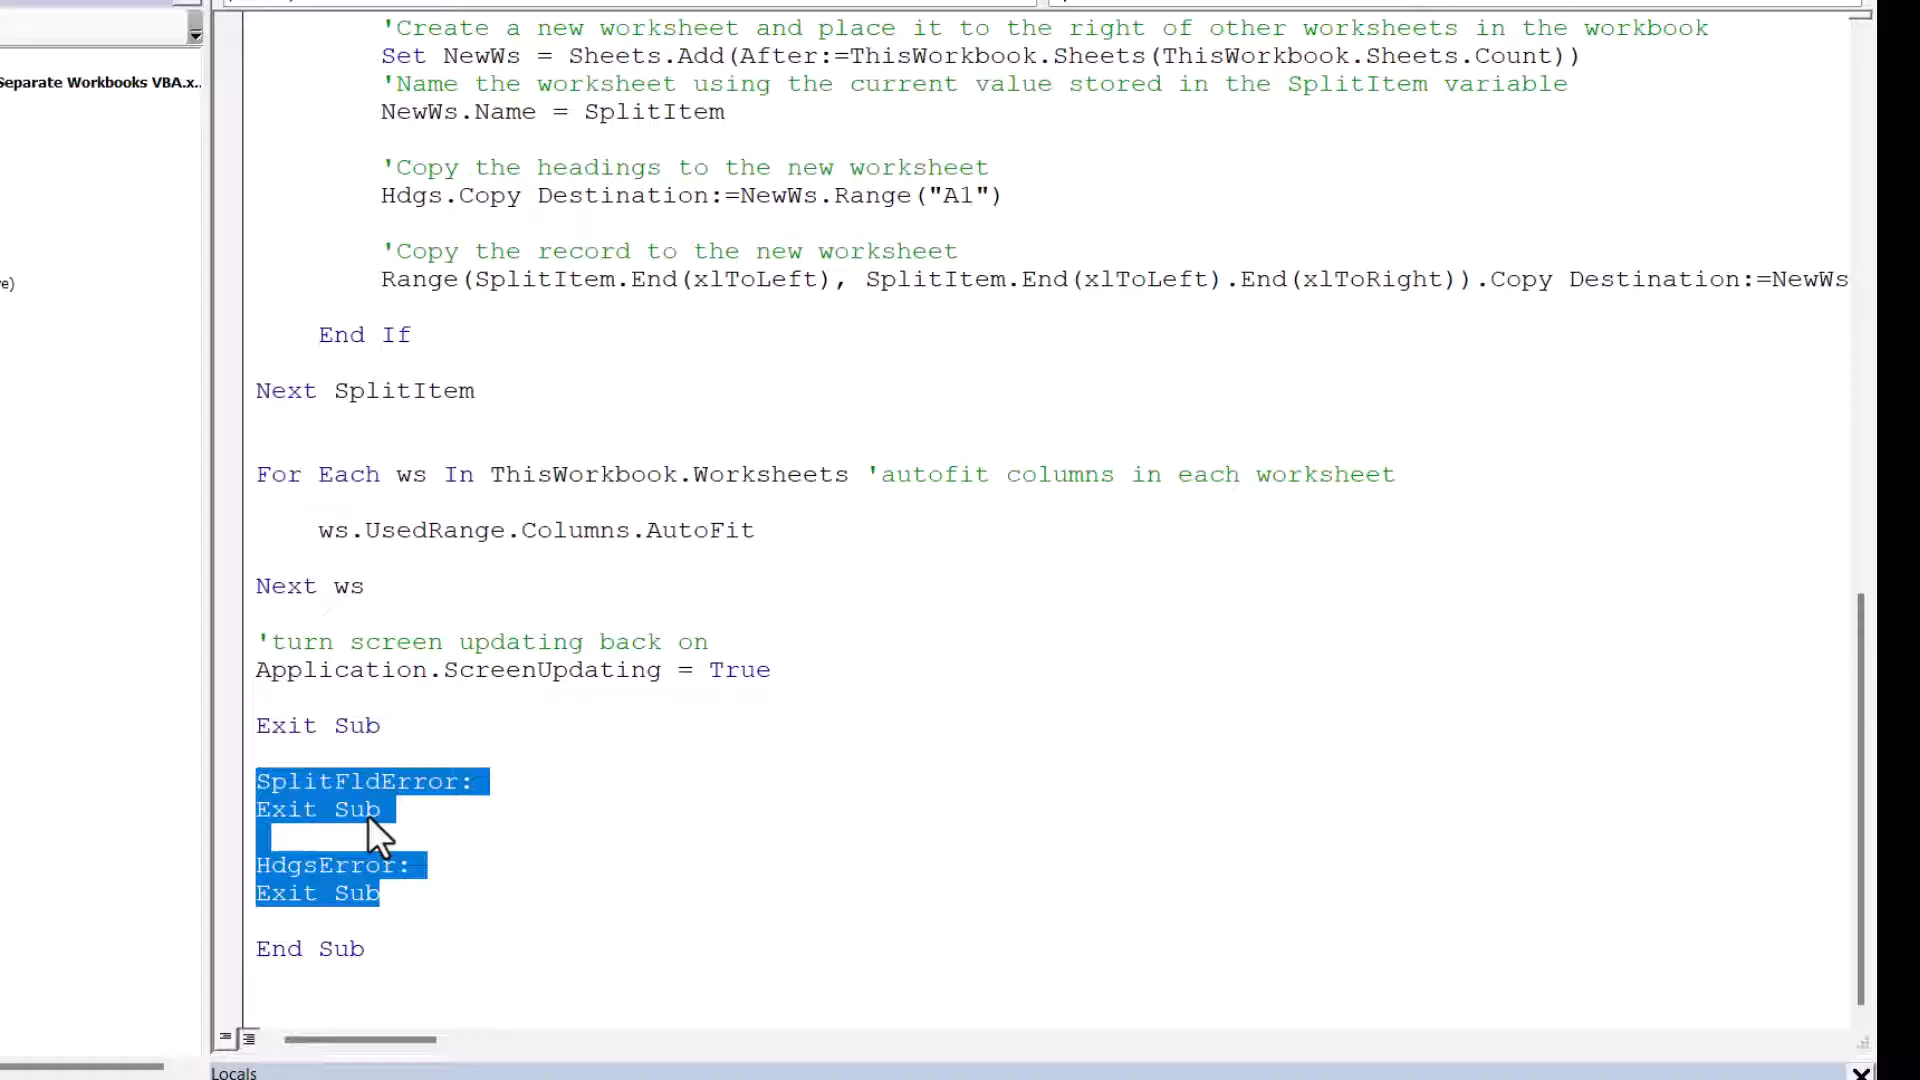 'Create a new worksheet and place it to the right of other worksheets in the workbook
Set NewWs = Sheets.Add(After:=ThisWorkbook.Sheets(ThisWorkbook.Sheets.Count))
Separate Workbooks VBA.x..
'Name the worksheet using the current value stored in the SplitItem variable
NewWs.Name = SplitItem
'Copy the headings to the new worksheet
Hdgs.Copy Destination:=NewWs.Range("A1")
'Copy the record to the new worksheet
Range(SplitItem.End(xlToLeft), SplitItem.End(xlToLeft).End(xlToRight)).Copy Destination:=NewWs
e)
End If
Next SplitItem
For Each ws In ThisWorkbook.Worksheets 'autofit columns in each worksheet
ws.UsedRange.Columns.AutoFit
Next ws
'turn screen updating back on
Application.ScreenUpdating = True
Exit Sub
SplitFldError:
Exit Sub
HdgsError:
Exit Sub
End Sub
Locals